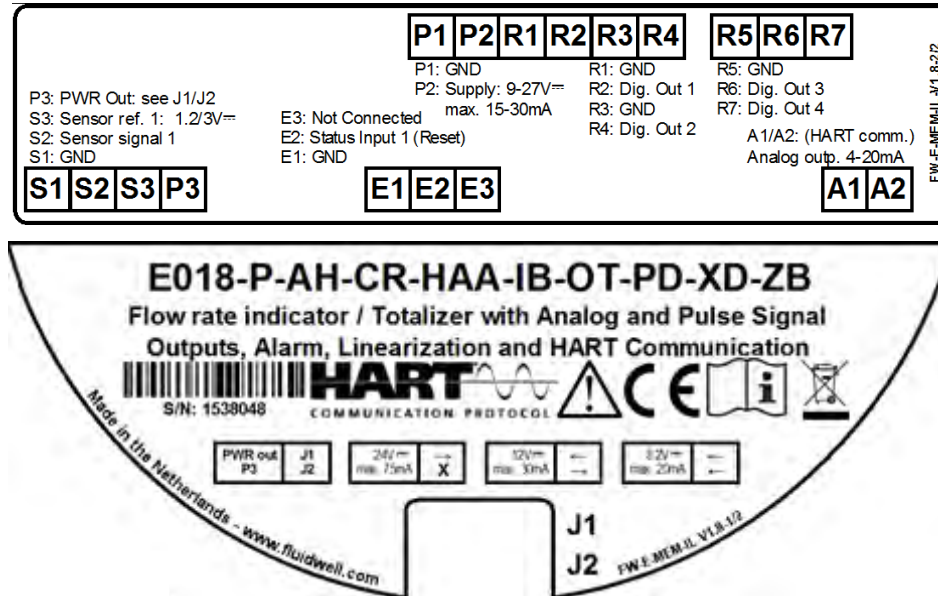 P1 P2 R1 R2 R3 R4 R5 R6 R7
P1: GND
P2: Supply: 9-27V⎓
max. 15-30mA
R1: GND
R2: Dig. Out 1
R3: GND
R4: Dig. Out 2
R5: GND
R6: Dig. Out 3
R7: Dig. Out 4
P3: PWR Out: see J1/J2
S3: Sensor ref. 1: 1.2/3V⎓
S2: Sensor signal 1
S1: GND
E3: Not Connected
E2: Status Input 1 (Reset)
E1: GND
A1/A2: (HART comm.)
Analog outp. 4-20mA
S1 S2 S3 P3
E1 E2 E3
A1 A2
FW-E-MEM-IL-V1.8-2/2
E018-P-AH-CR-HAA-IB-OT-PD-XD-ZB
Flow rate indicator / Totalizer with Analog and Pulse Signal
Outputs, Alarm, Linearization and HART Communication
HART
COMMUNICATION PROTOCOL
CE
i
S/N: 1538048
Made in the Netherlands - www.fluidwell.com
PWR out J1
P3 J2
24V⎓ →
max. 75mA X
12V⎓ ←
max. 30mA →
8.2V⎓ ←
max. 20mA ←
J1
J2
FW-E-MEM-IL V1.8-1/2